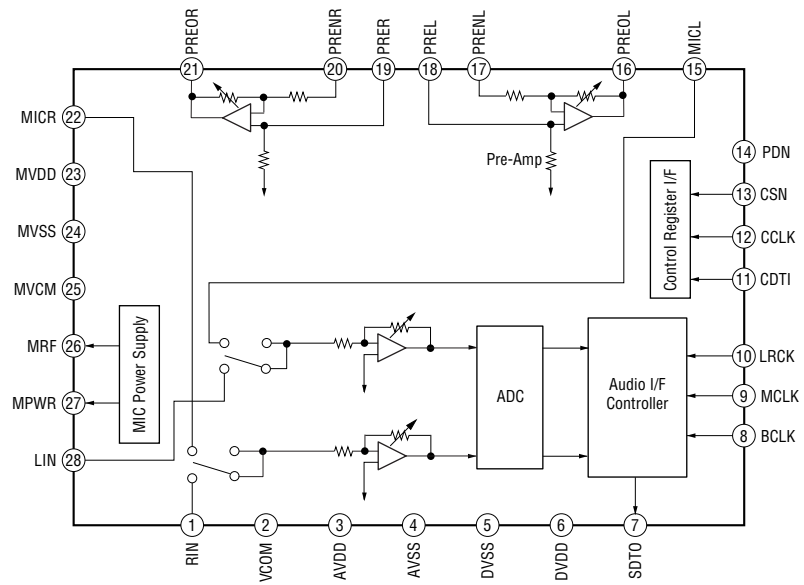 PREOR
PRENR
PRER
PREL
PRENL
PREOL
MICL
21
20
19
18
17
16
15
MICR 22
MVDD 23
MVSS 24
MVCM 25
MRF 26
MPWR 27
LIN 28
Pre-Amp
MIC Power Supply
Control Register I/F
14 PDN
13 CSN
12 CCLK
11 CDTI
10 LRCK
9 MCLK
8 BCLK
ADC
Audio I/F
Controller
1
2
3
4
5
6
7
RIN
VCOM
AVDD
AVSS
DVSS
DVDD
SDTO